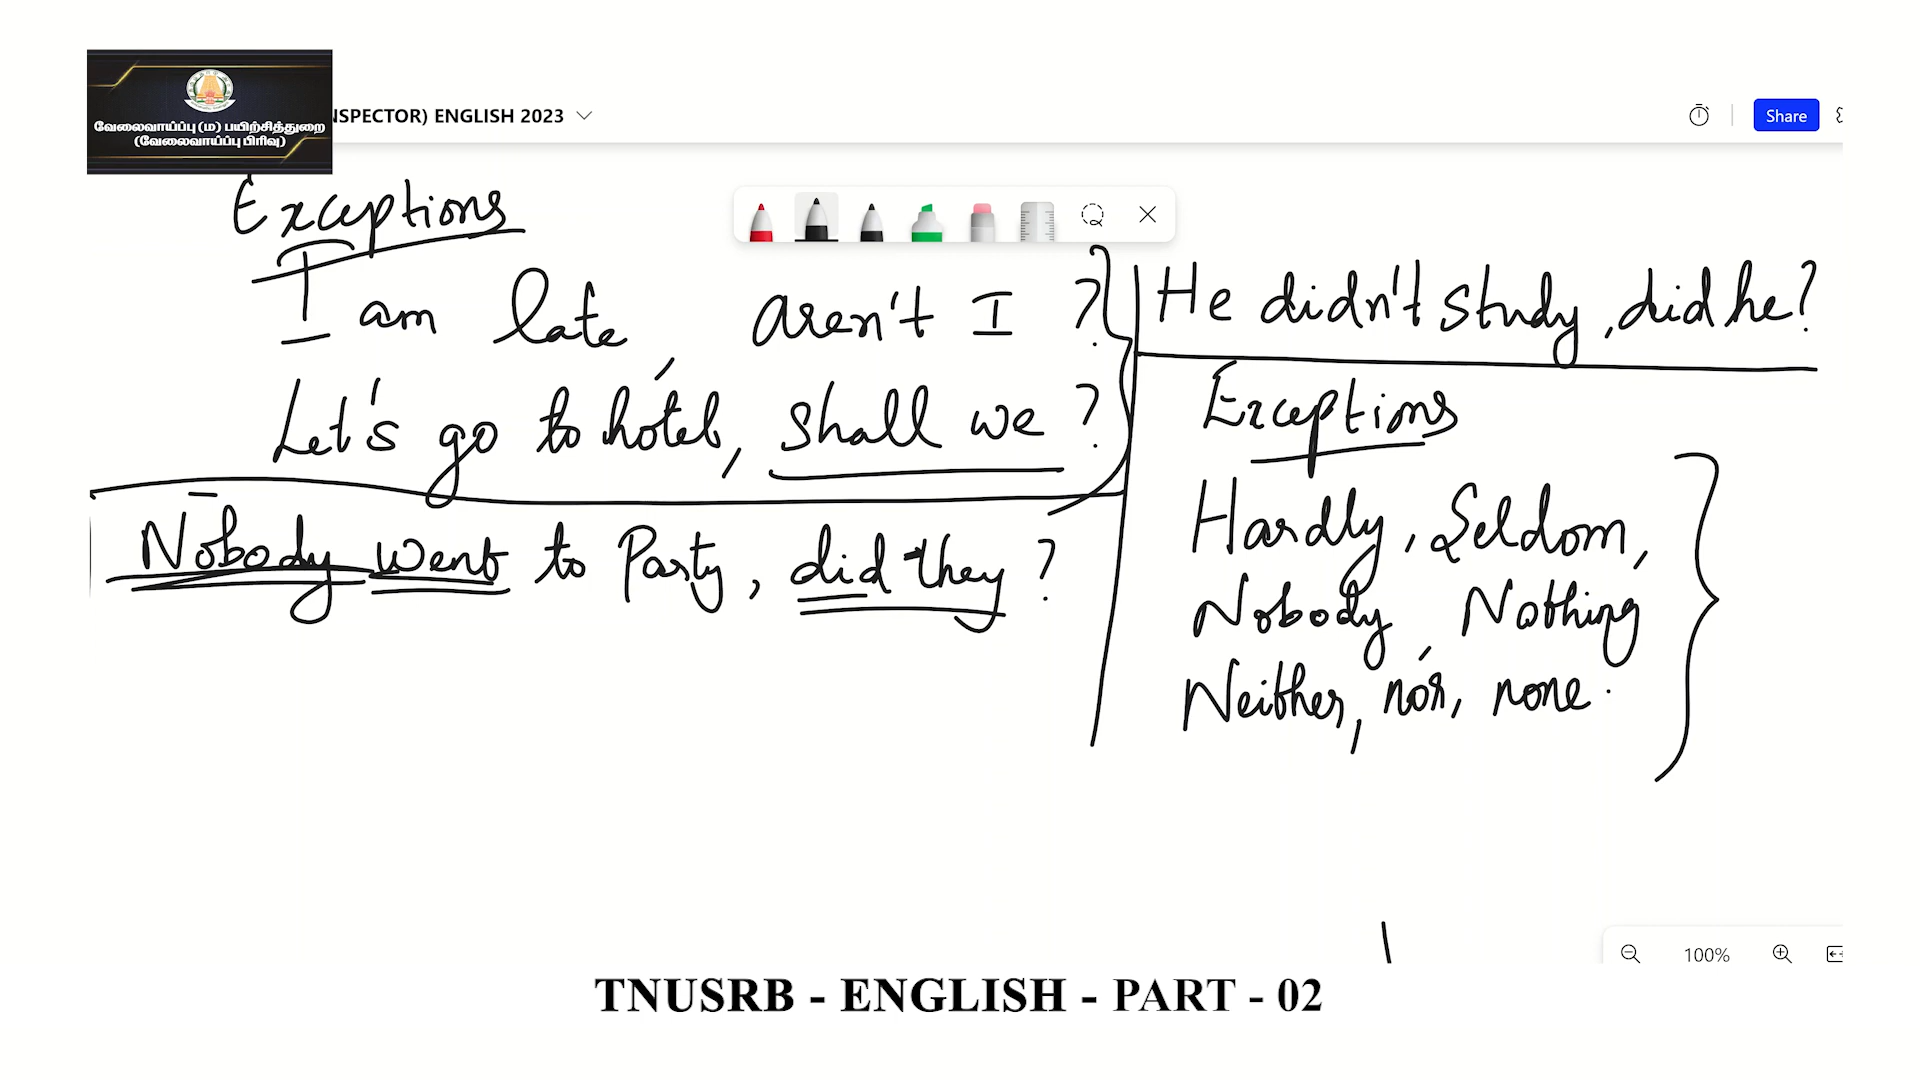 வேலைவாய்ப்பு (ம) பயிற்சித்துறை
(வேலைவாய்ப்பு பிரிவு)
NSPECTOR) ENGLISH 2023
Share
Exceptions
I am late, aren't I ?
Let's go to hotel, shall we ?
Nobody went to Party, did they ?
He didn't study, did he?
Exceptions
Hardly, Seldom,
Nobody, Nothing
Neither, nor, none.
100%
TNUSRB - ENGLISH - PART - 02